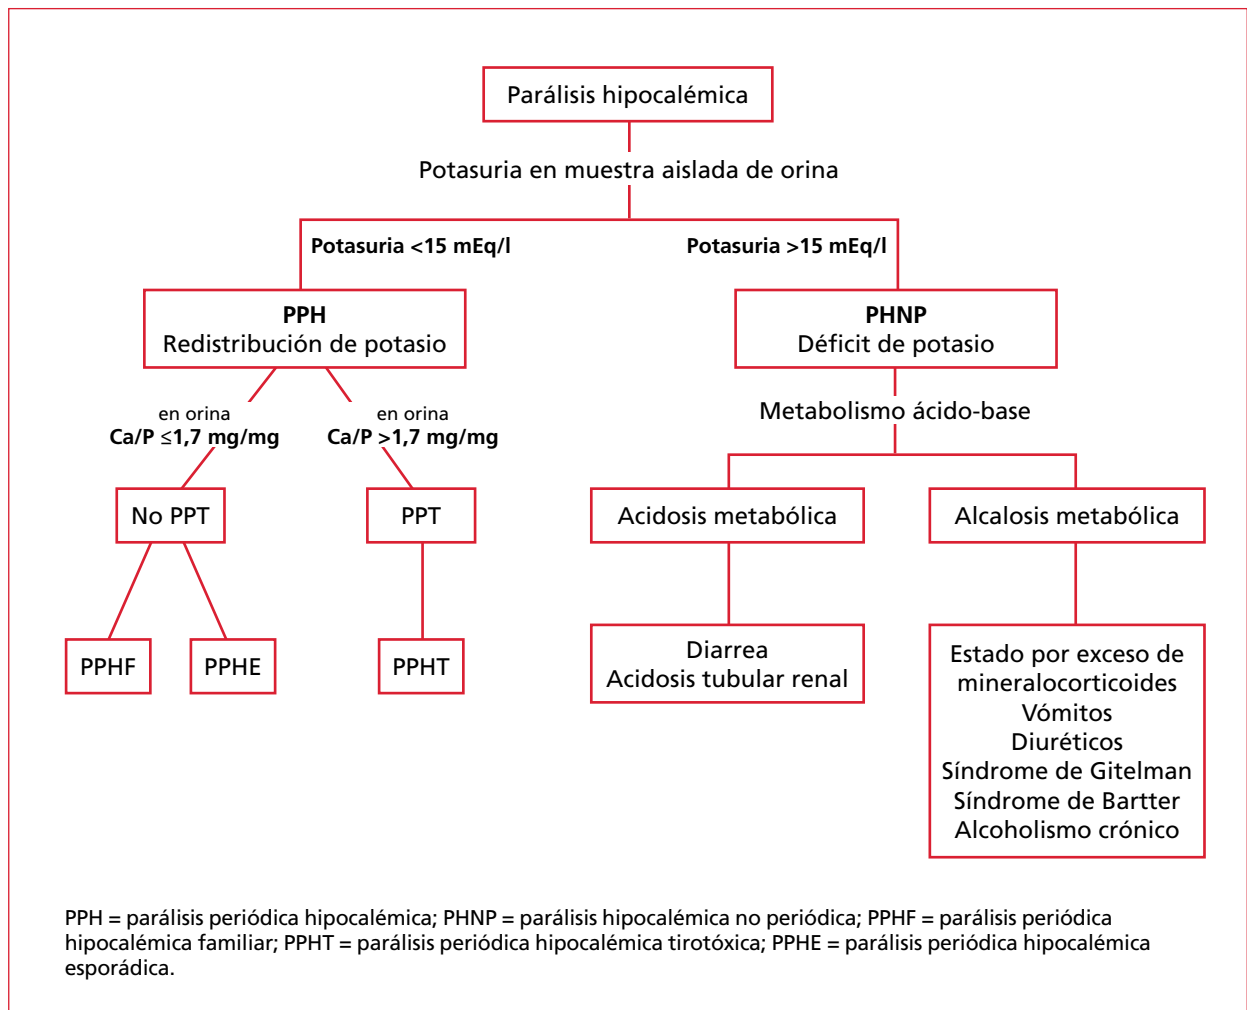 Parálisis hipocalémica
Potasuria en muestra aislada de orina
Potasuria <15 mEq/l
Potasuria >15 mEq/l
PPH
Redistribución de potasio
PHNP
Déficit de potasio
en orina
Ca/P ≤1,7 mg/mg
en orina
Ca/P >1,7 mg/mg
Metabolismo ácido-base
No PPT
PPT
Acidosis metabólica
Alcalosis metabólica
PPHF
PPHE
PPHT
Diarrea
Acidosis tubular renal
Estado por exceso de
mineralocorticoides
Vómitos
Diuréticos
Síndrome de Gitelman
Síndrome de Bartter
Alcoholismo crónico
PPH = parálisis periódica hipocalémica; PHNP = parálisis hipocalémica no periódica; PPHF = parálisis periódica
hipocalémica familiar; PPHT = parálisis periódica hipocalémica tirotóxica; PPHE = parálisis periódica hipocalémica
esporádica.